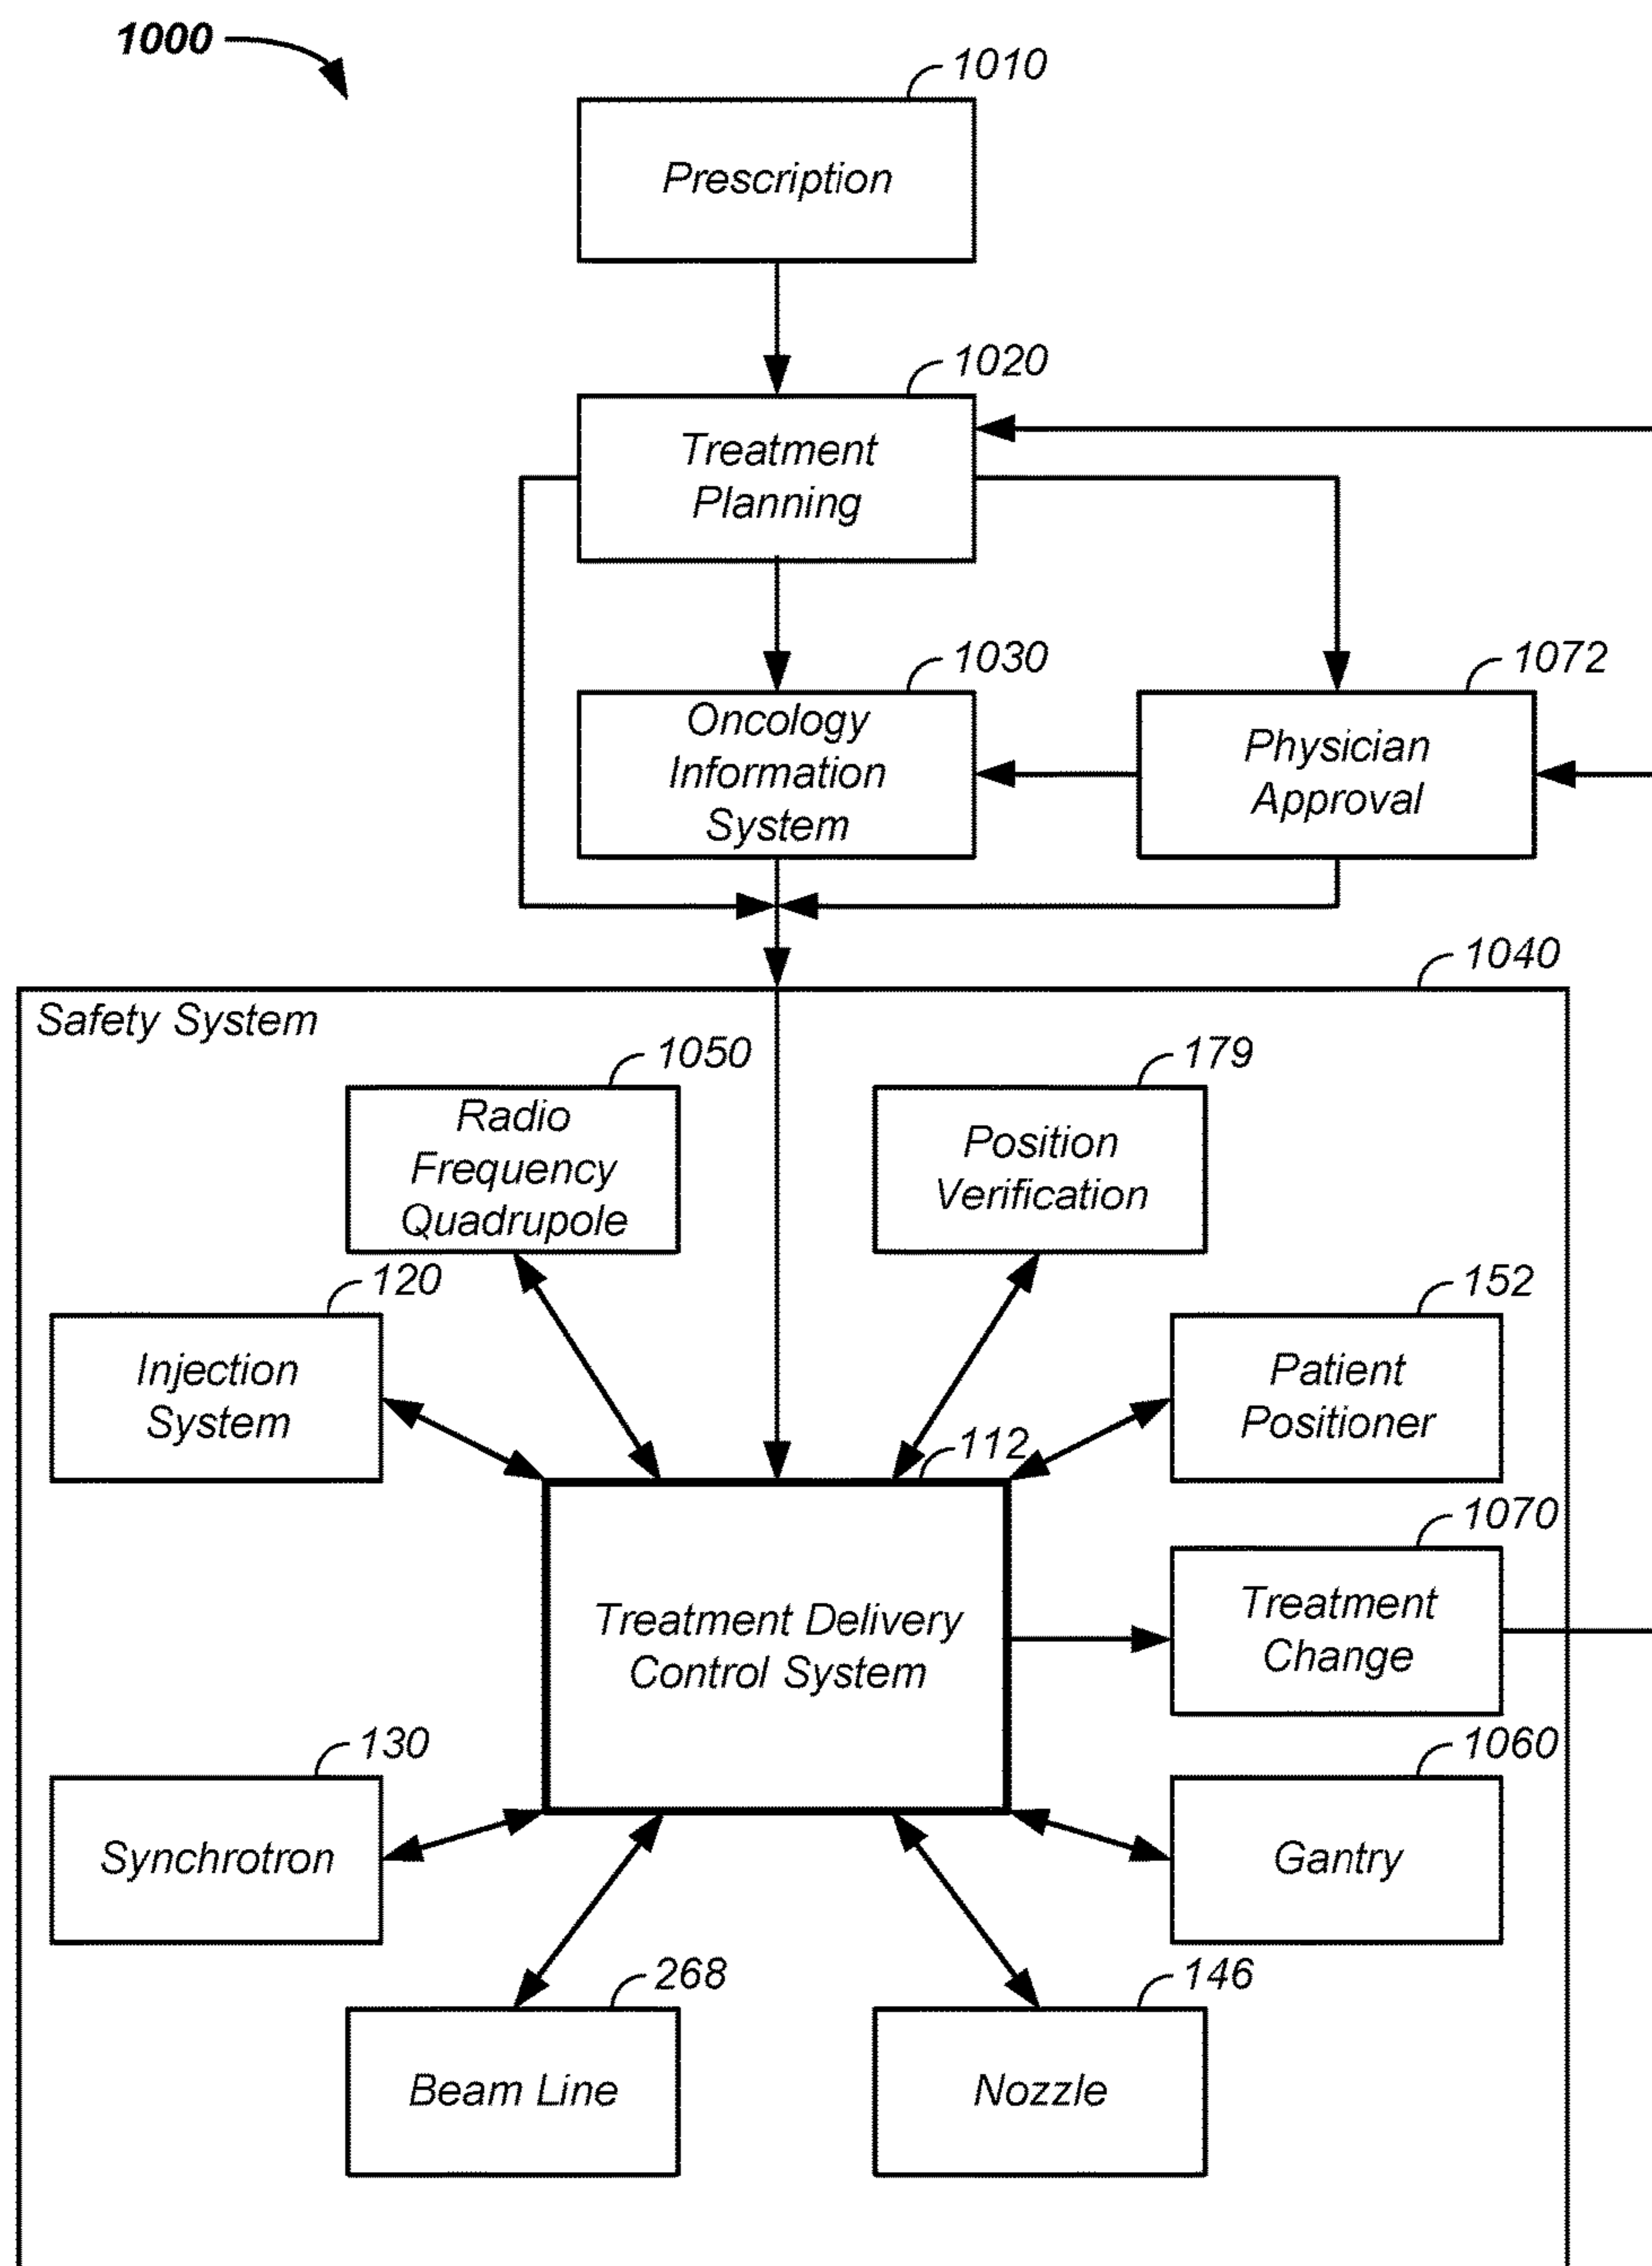 1000
1010
Prescription
1020
Treatment
Planning
1030
Oncology
Information
System
1072
Physician
Approval
1040
Safety System
1050
Radio
Frequency
Quadrupole
179
Position
Verification
120
Injection
System
152
Patient
Positioner
112
Treatment Delivery
Control System
1070
Treatment
Change
130
Synchrotron
1060
Gantry
268
Beam Line
146
Nozzle